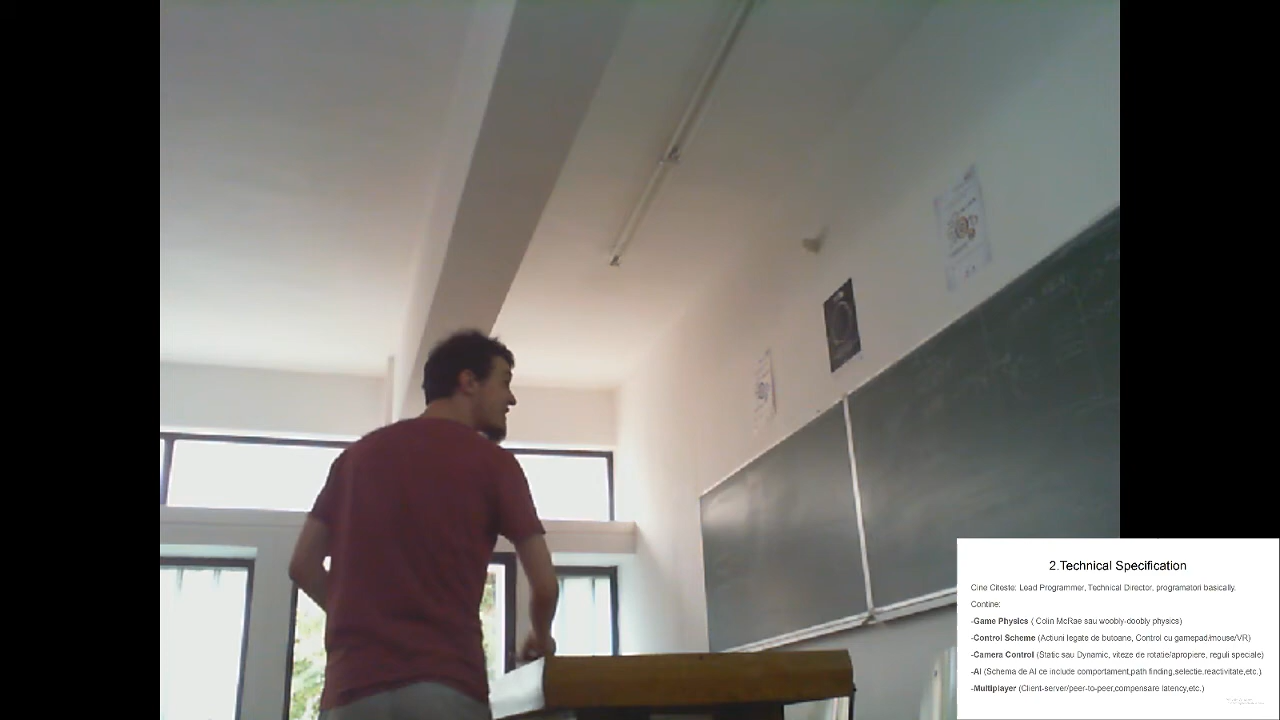 2.Technical Specification
Cine Citeste: Lead Programmer, Technical Director, programatori basically.
Contine:
-Game Physics ( Colin McRae sau woobly-doobly physics)
-Control Scheme (Actiuni legate de butoane, Control cu gamepad/mouse/VR)
-Camera Control (Static sau Dynamic, viteze de rotatie/apropiere, reguli speciale)
-AI (Schema de AI ce include comportament,path finding,selectie,reactivitate,etc.)
-Multiplayer (Client-server/peer-to-peer,compensare latency,etc.)